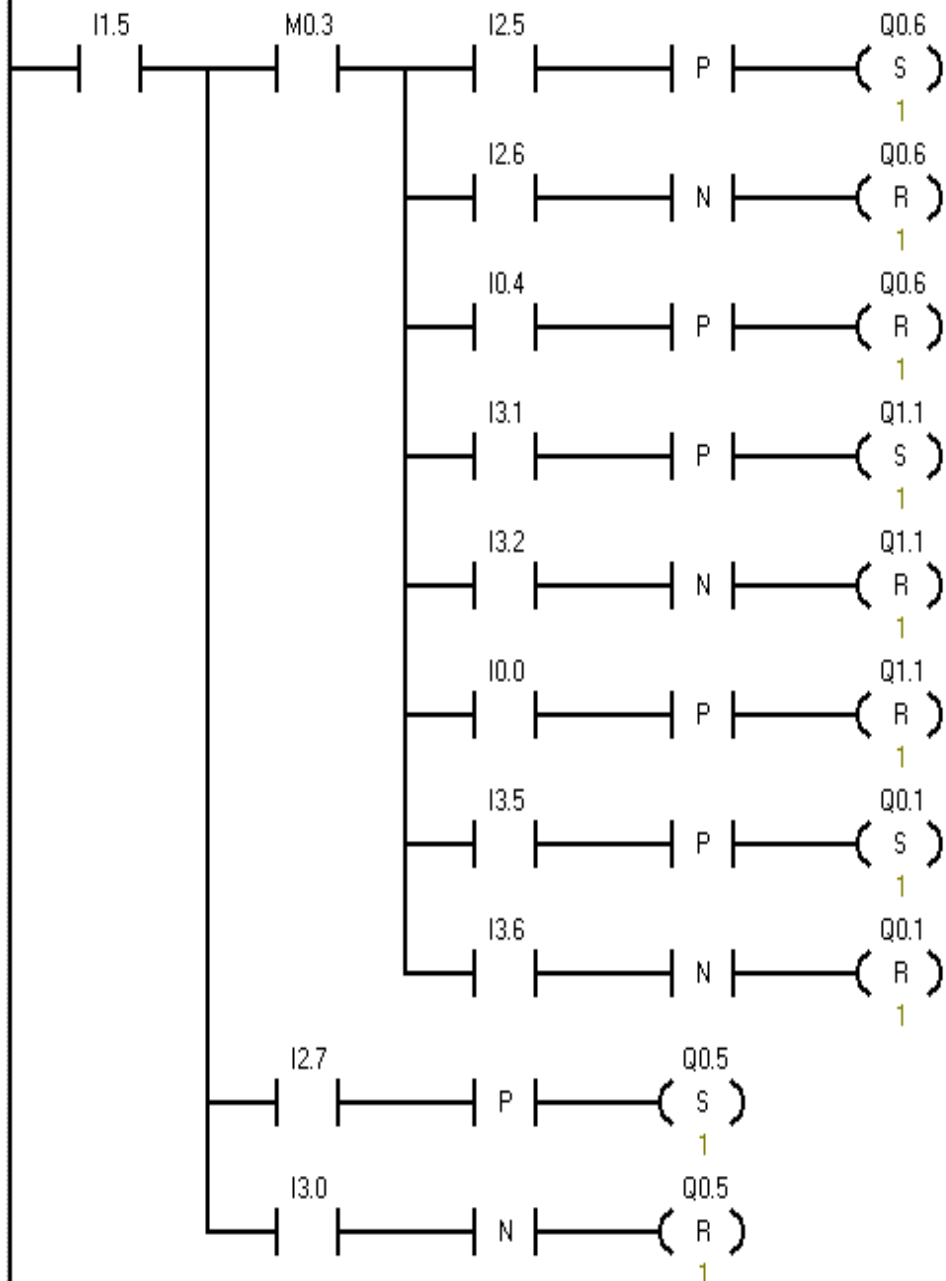 I1.5 M0.3 I2.5 Q0.6
P S
1
I2.6 Q0.6
N R
1
I0.4 Q0.6
P R
1
I3.1 Q1.1
P S
1
I3.2 Q1.1
N R
1
I0.0 Q1.1
P R
1
I3.5 Q0.1
P S
1
I3.6 Q0.1
N R
1
I2.7 Q0.5
P S
1
I3.0 Q0.5
N R
1